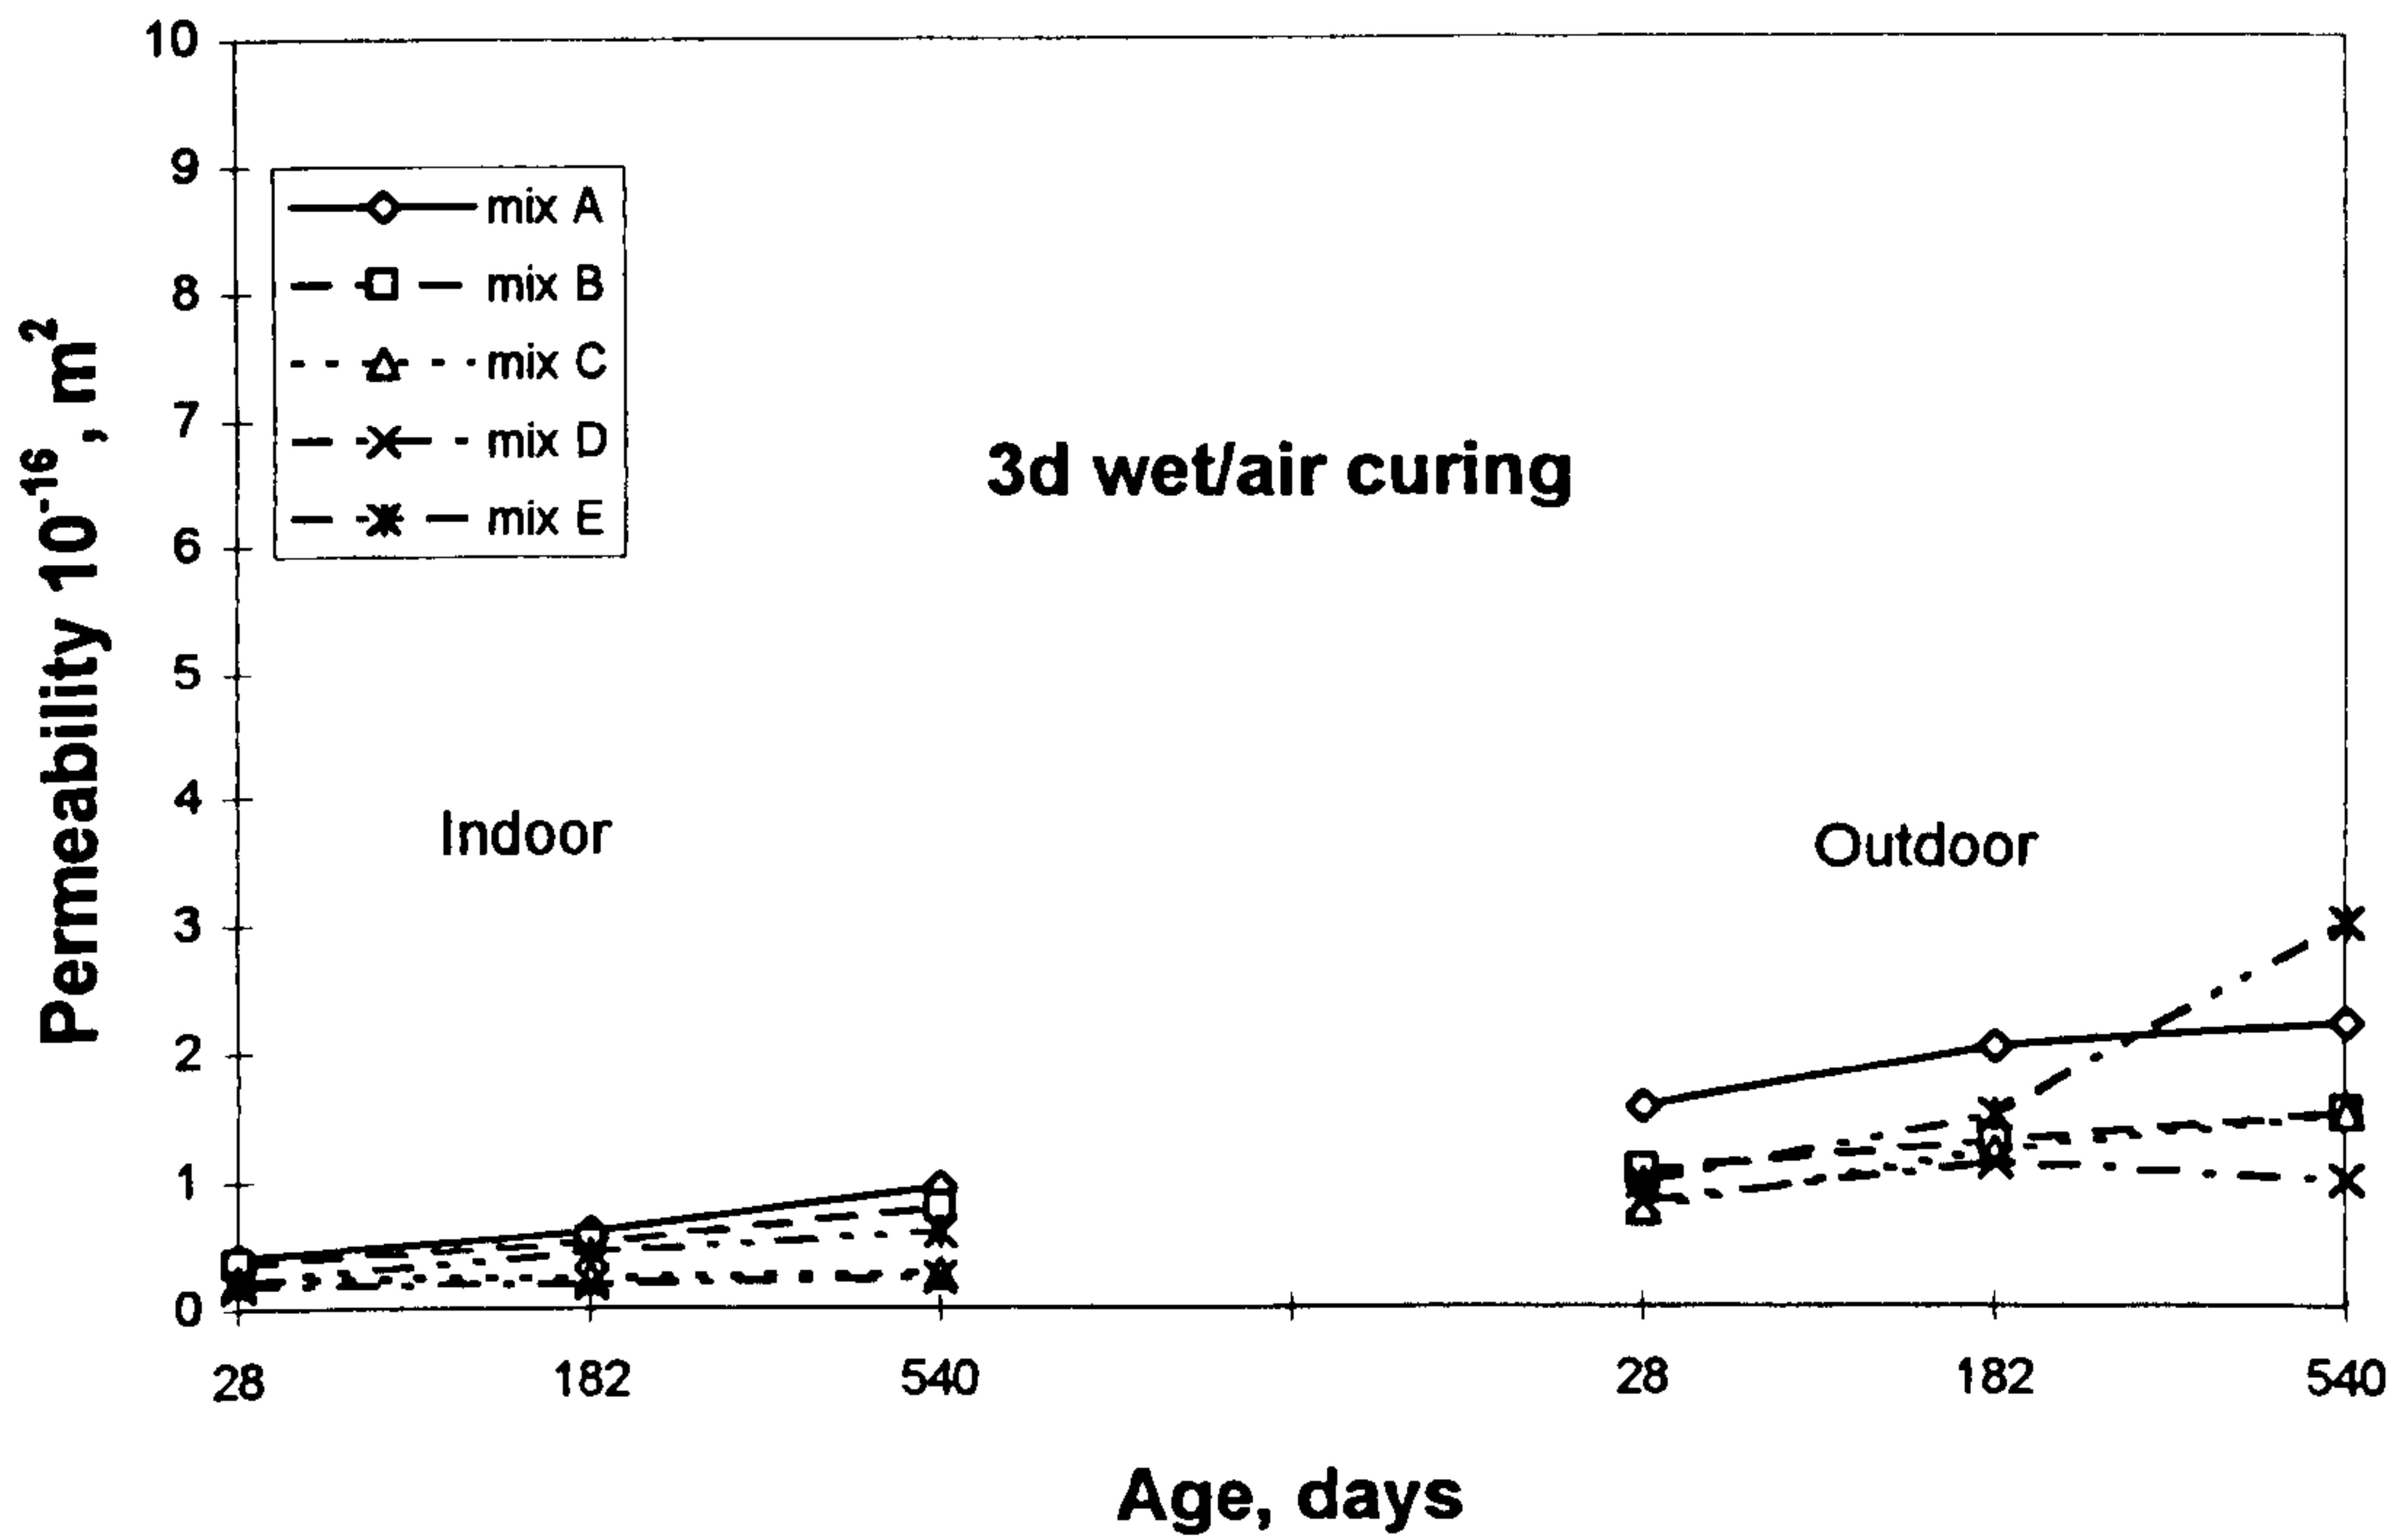 10
9
8
7
6
5
4
3
2
1
0
Permeability 10⁻¹⁶, m²
mix A
mix B
mix C
mix D
mix E
3d wet/air curing
Indoor
Outdoor
28 182 540 28 182 540
Age, days